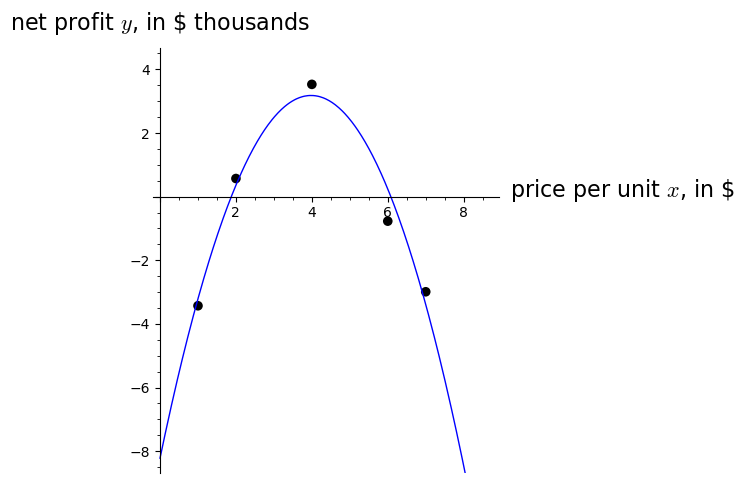 net profit y, in $ thousands
4
2
price per unit x, in $
2 4 6 8
−2
−4
−6
−8